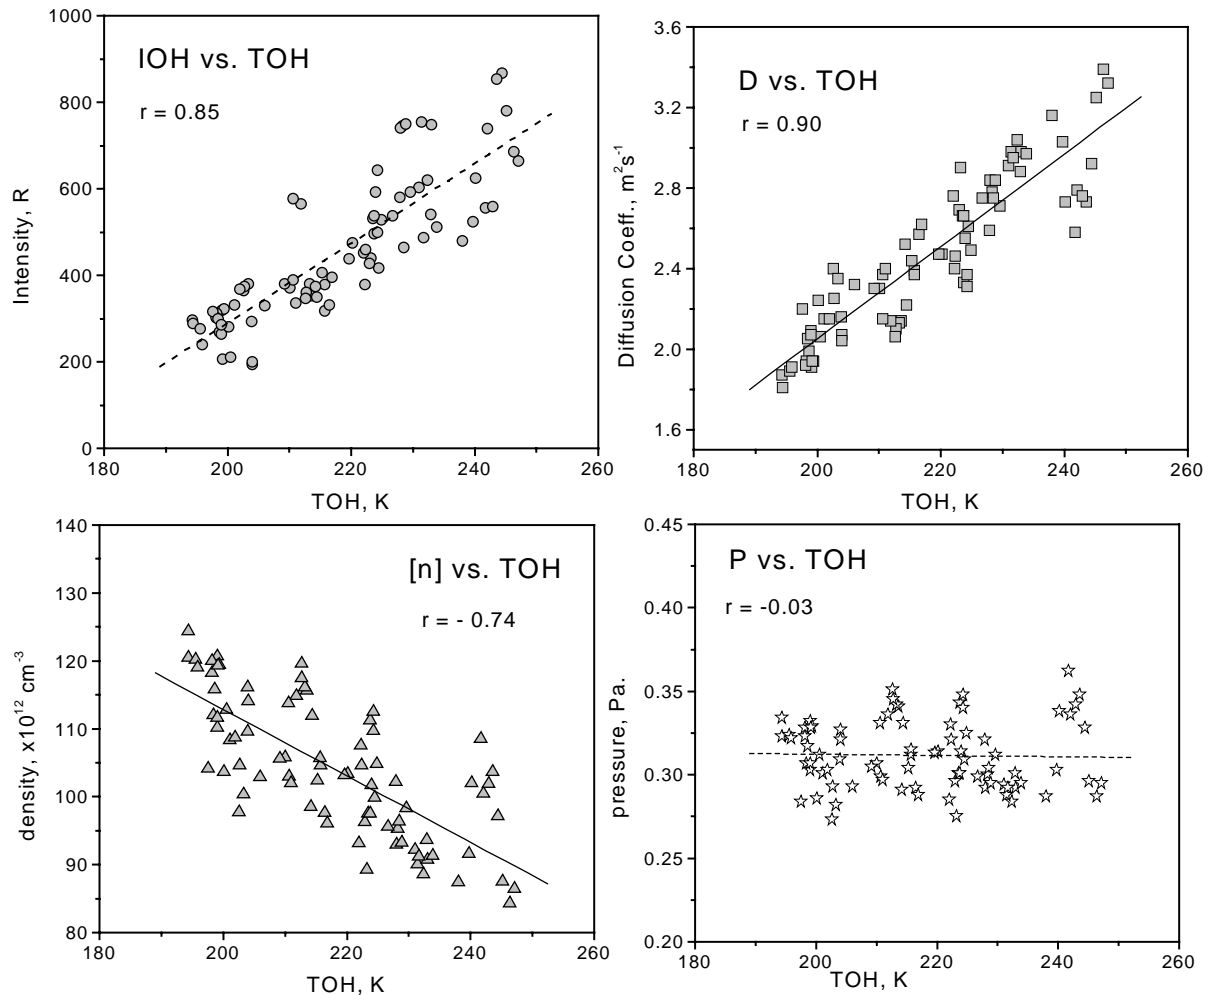 IOH vs. TOH
r = 0.85
1000
800
600
400
200
0
Intensity, R
180
200
220
240
260
TOH, K
D vs. TOH
r = 0.90
3.6
3.2
2.8
2.4
2.0
1.6
Diffusion Coeff., m²s⁻¹
180
200
220
240
260
TOH, K
[n] vs. TOH
r = - 0.74
140
130
120
110
100
90
80
density, x10¹² cm⁻³
180
200
220
240
260
TOH, K
P vs. TOH
r = -0.03
0.45
0.40
0.35
0.30
0.25
0.20
pressure, Pa.
180
200
220
240
260
TOH, K